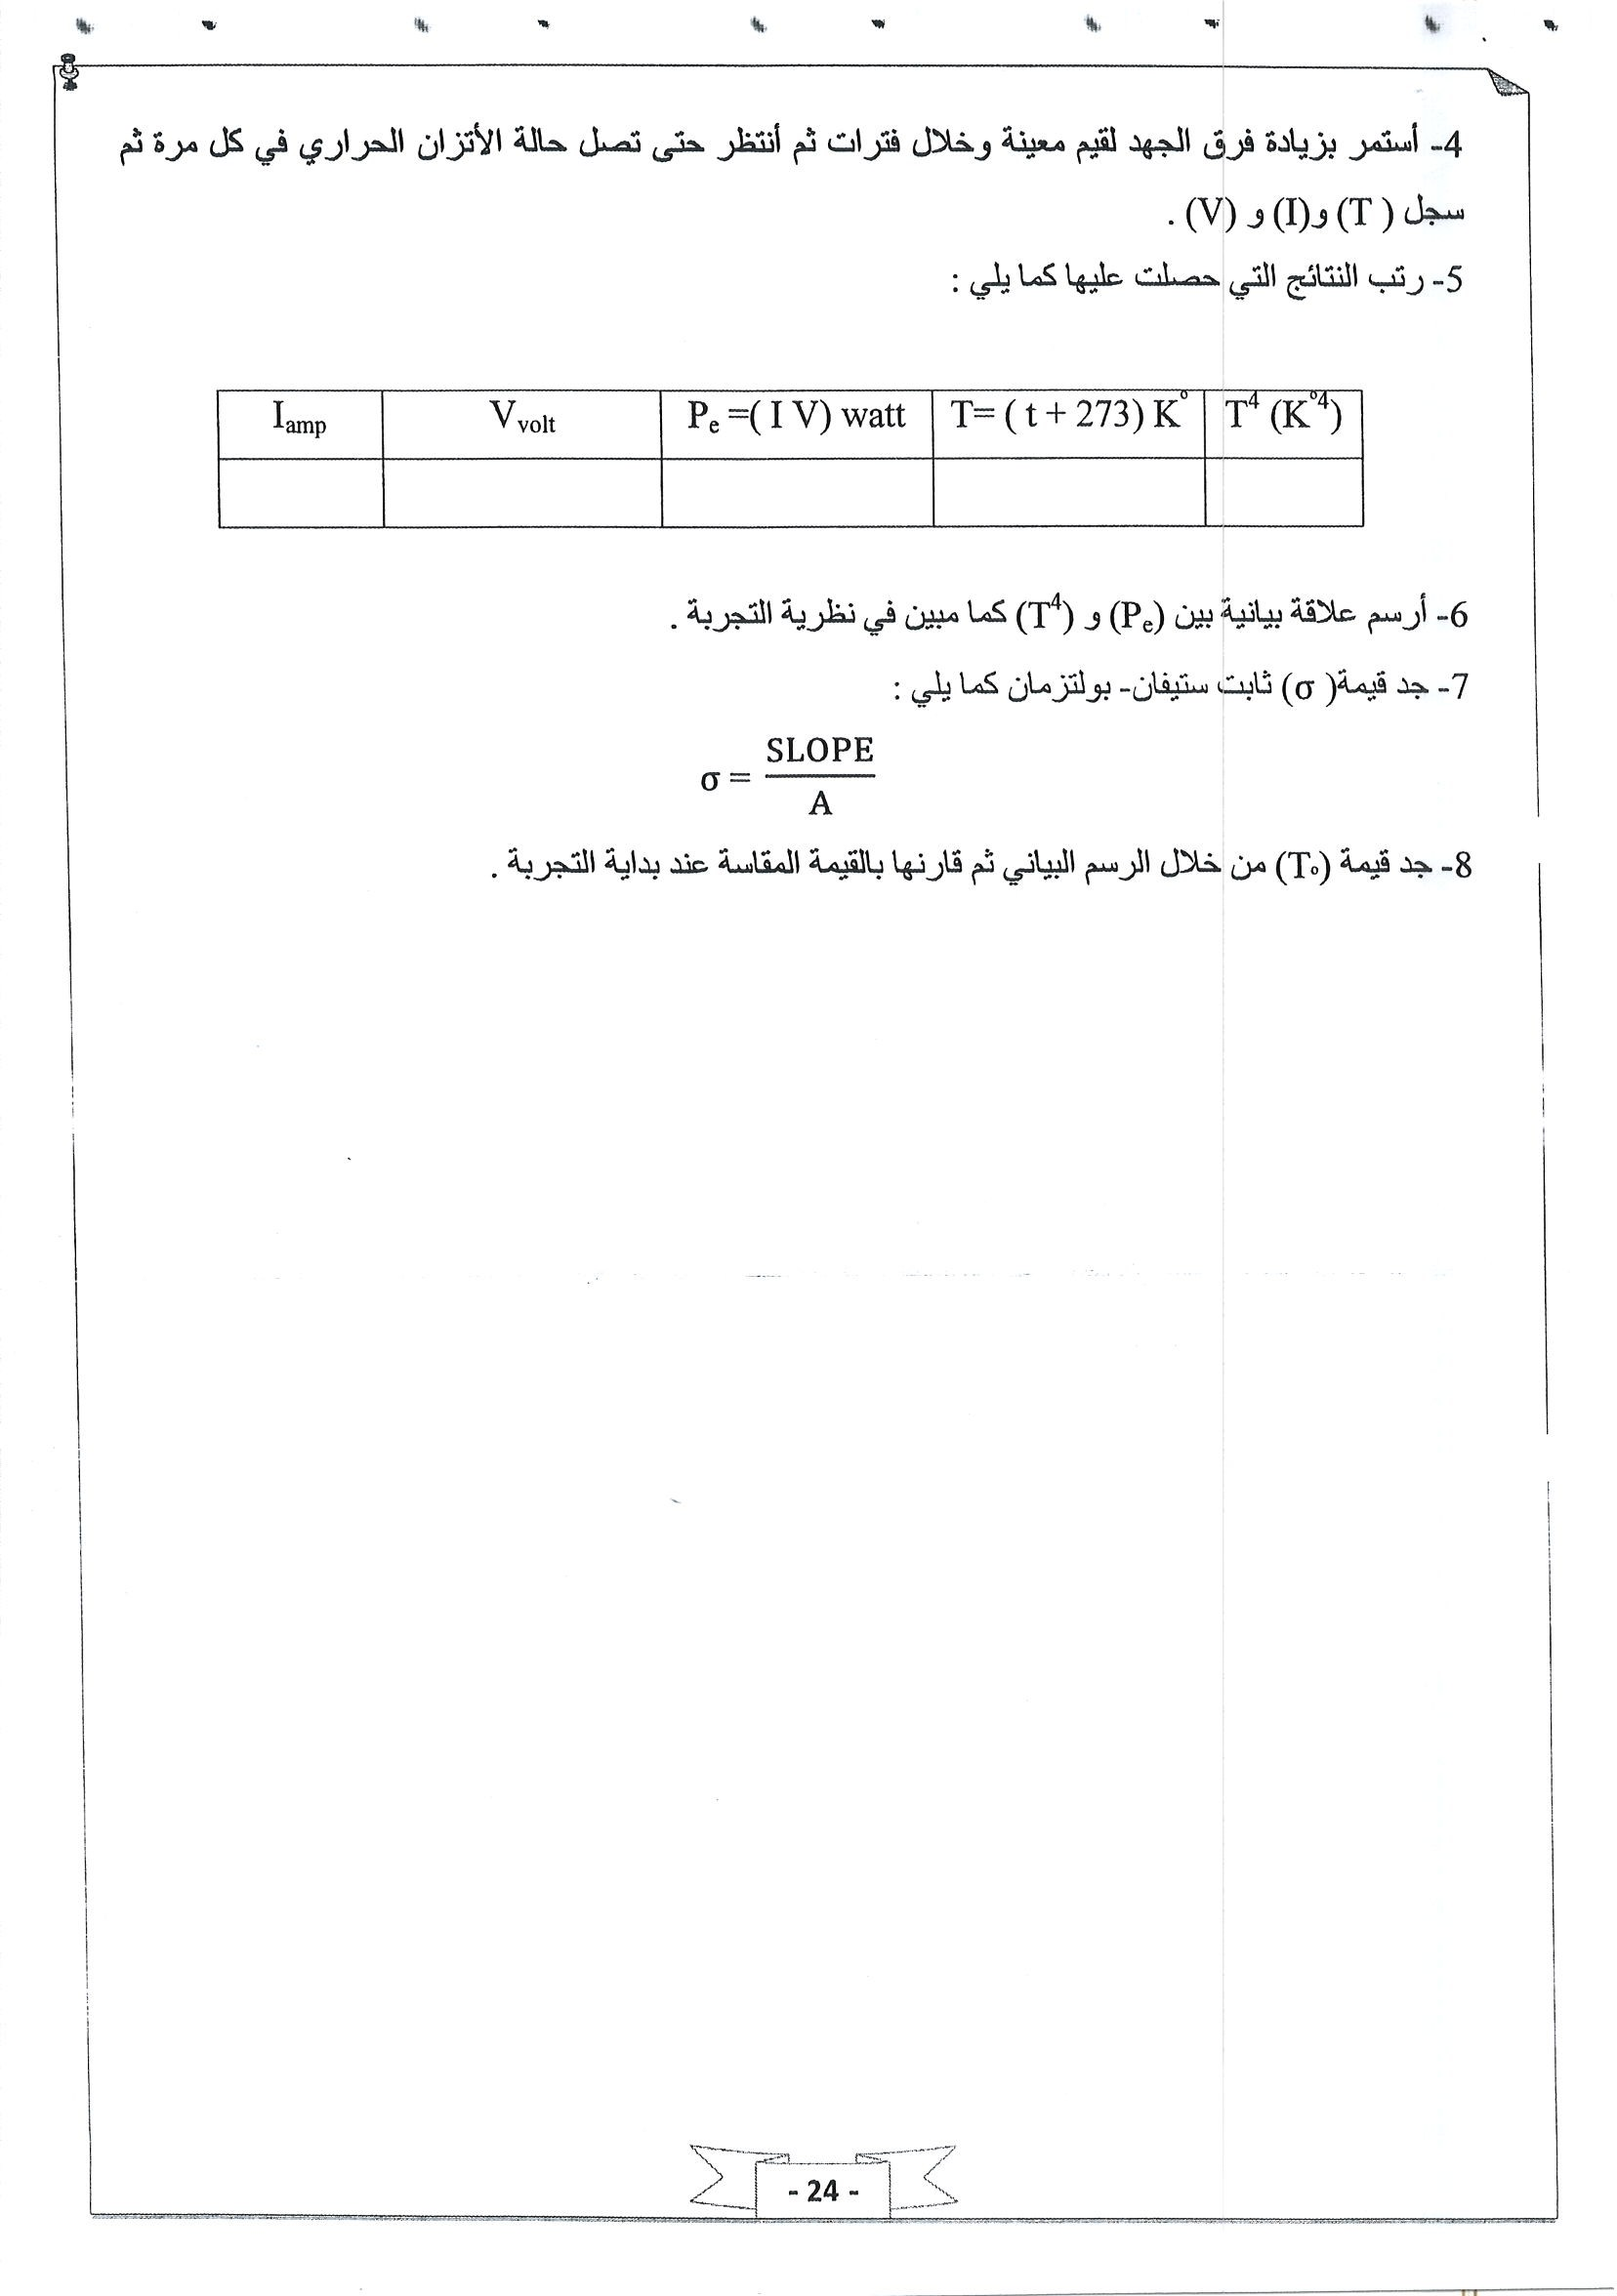 4- أستمر بزيادة فرق الجهد لقيم معينة وخلال فترات ثم أنتظر حتى تصل حالة الأتزان الحراري في كل مرة ثم
سجل ( T) و(I) و (V) .
5- رتب النتائج التي حصلت عليها كما يلي :
I amp V volt Pe =( I V) watt T= ( t + 273) K° T⁴ (K°⁴)
6- أرسم علاقة بيانية بين (Pe) و (T⁴) كما مبين في نظرية التجربة .
7- جد قيمة( σ) ثابت ستيفان- بولتزمان كما يلي :
σ = SLOPE / A
8- جد قيمة (T₀) من خلال الرسم البياني ثم قارنها بالقيمة المقاسة عند بداية التجربة .
- 24 -